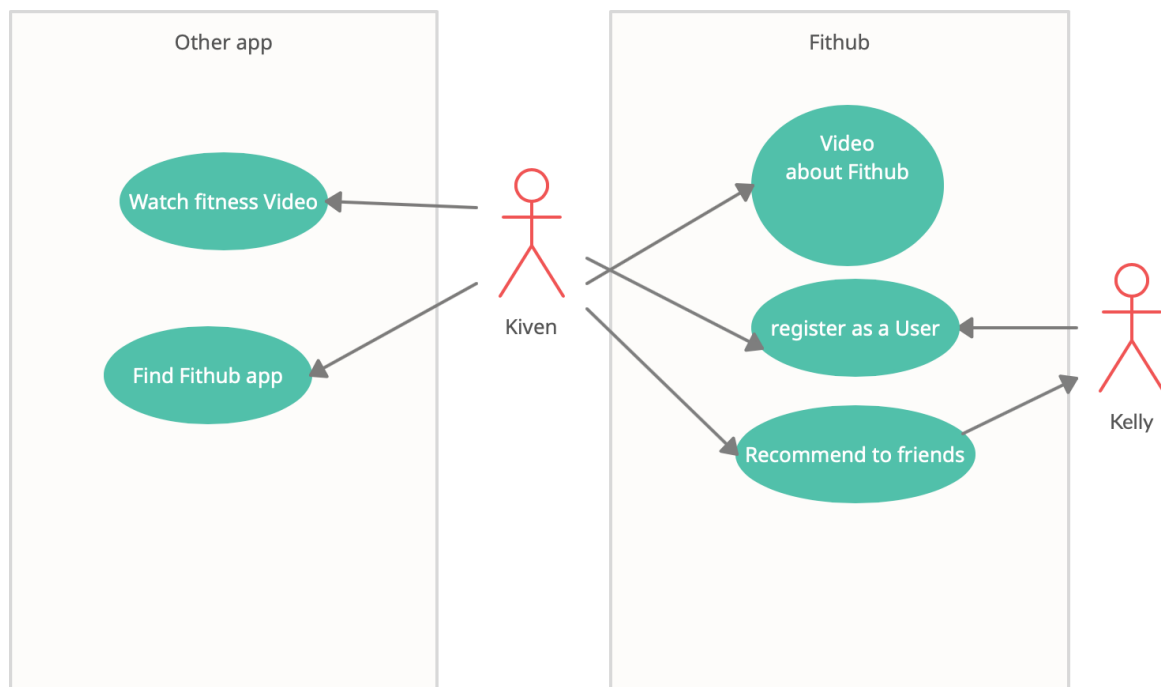 Other app
Watch fitness Video
Find Fithub app
Kiven
Fithub
Video
about Fithub
register as a User
Recommend to friends
Kelly